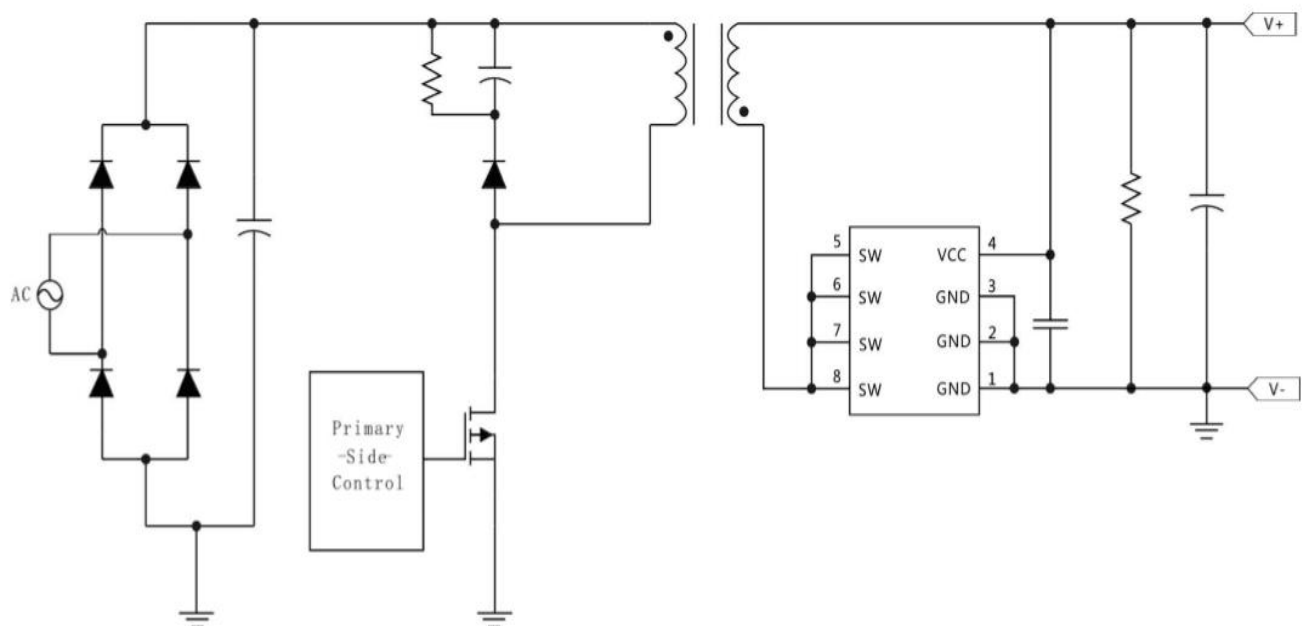 V+
AC
5 SW VCC 4
6 SW GND 3
7 SW GND 2
8 SW GND 1
V-
Primary
-Side-
Control